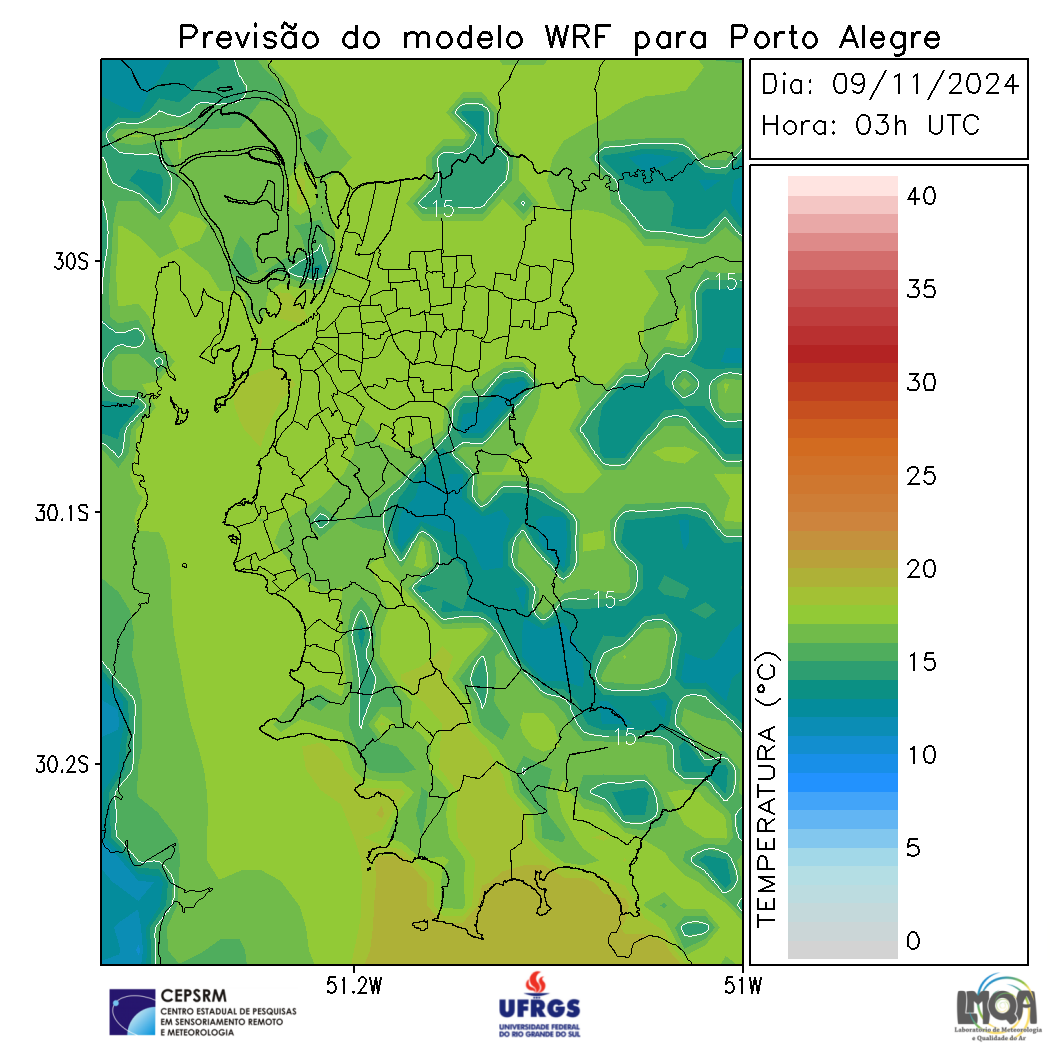 Previsão do modelo WRF para Porto Alegre
Dia: 09/11/2024
Hora: 03h UTC
40
35
30
25
20
15
10
5
0
TEMPERATURA (°C)
30S
30.1S
30.2S
51.2W
51W
15
15
15
15
CEPSRM
CENTRO ESTADUAL DE PESQUISAS
EM SENSORIAMENTO REMOTO
E METEOROLOGIA
UFRGS
UNIVERSIDADE FEDERAL
DO RIO GRANDE DO SUL
LMQA
Laboratório de Meteorologia
e Qualidade do Ar